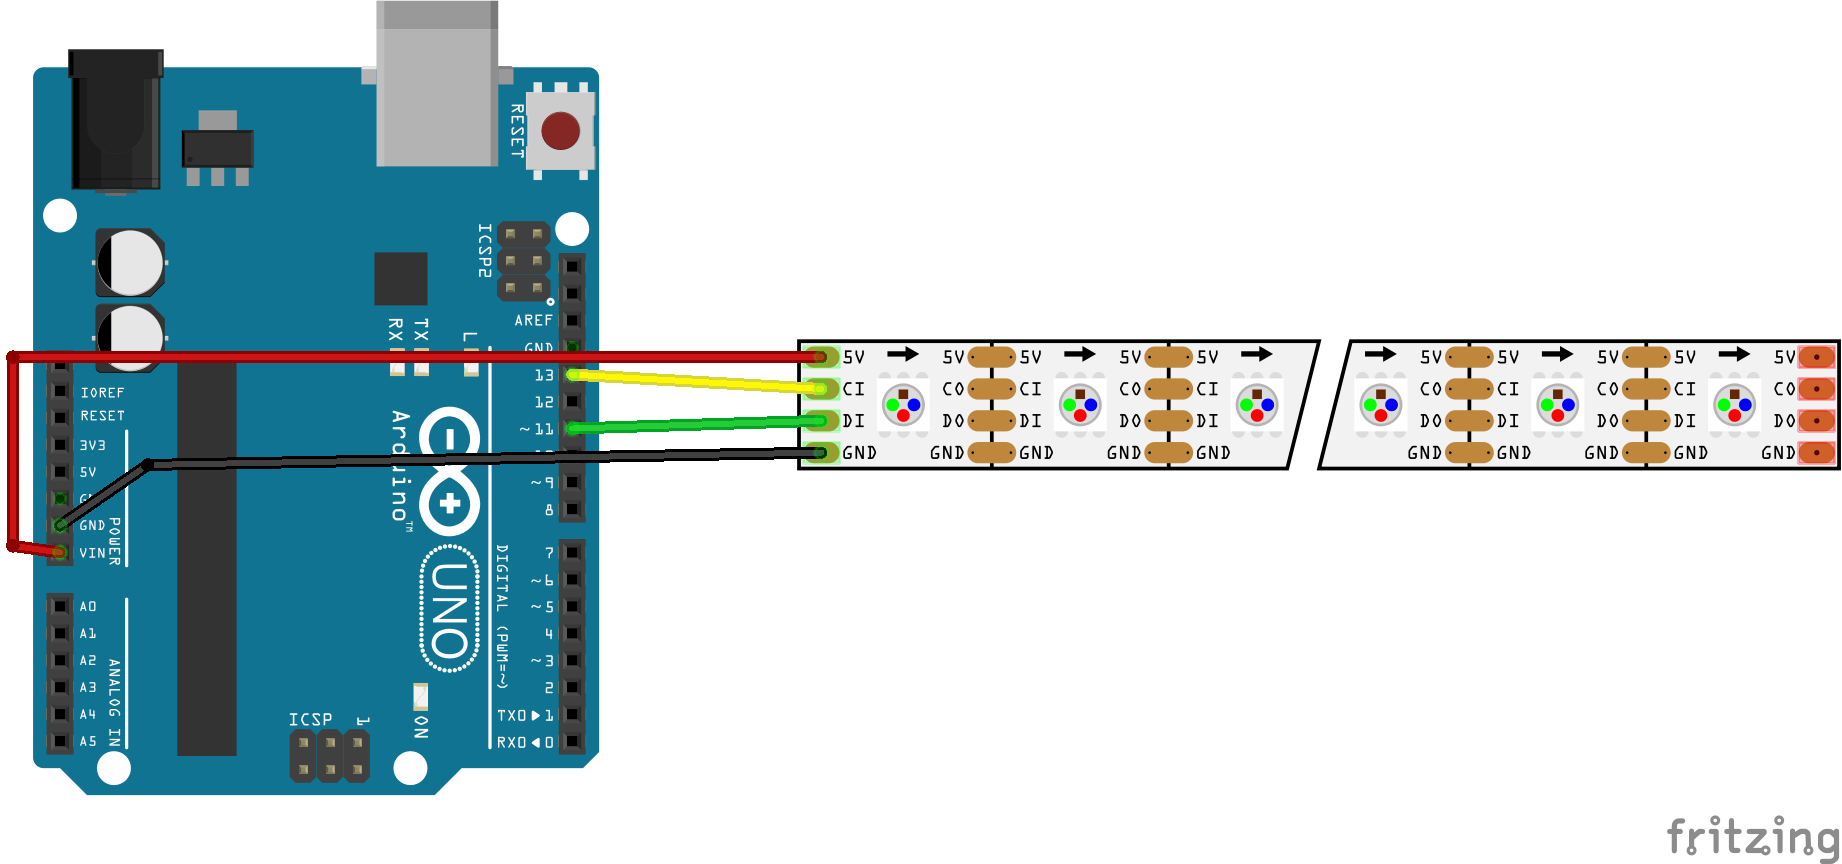 RESET
ICSP2
AREF
GND
13
12
~11
~9
8
7
~6
~5
4
~3
2
TX0▶1
RX0◀0
RX
TX
L
IOREF
RESET
3V3
5V
GND
VIN
POWER
A0
A1
A2
A3
A4
A5
ANALOG IN
Arduino™
UNO
DIGITAL (PWM=~)
ICSP 1
ON
5V 5V 5V 5V 5V 5V 5V 5V 5V 5V
CI CO CI CO CI CO CI CO CI CO
DI DO DI DO DI DO DI DO DI DO
GND GND GND GND GND GND GND GND GND GND
fritzing